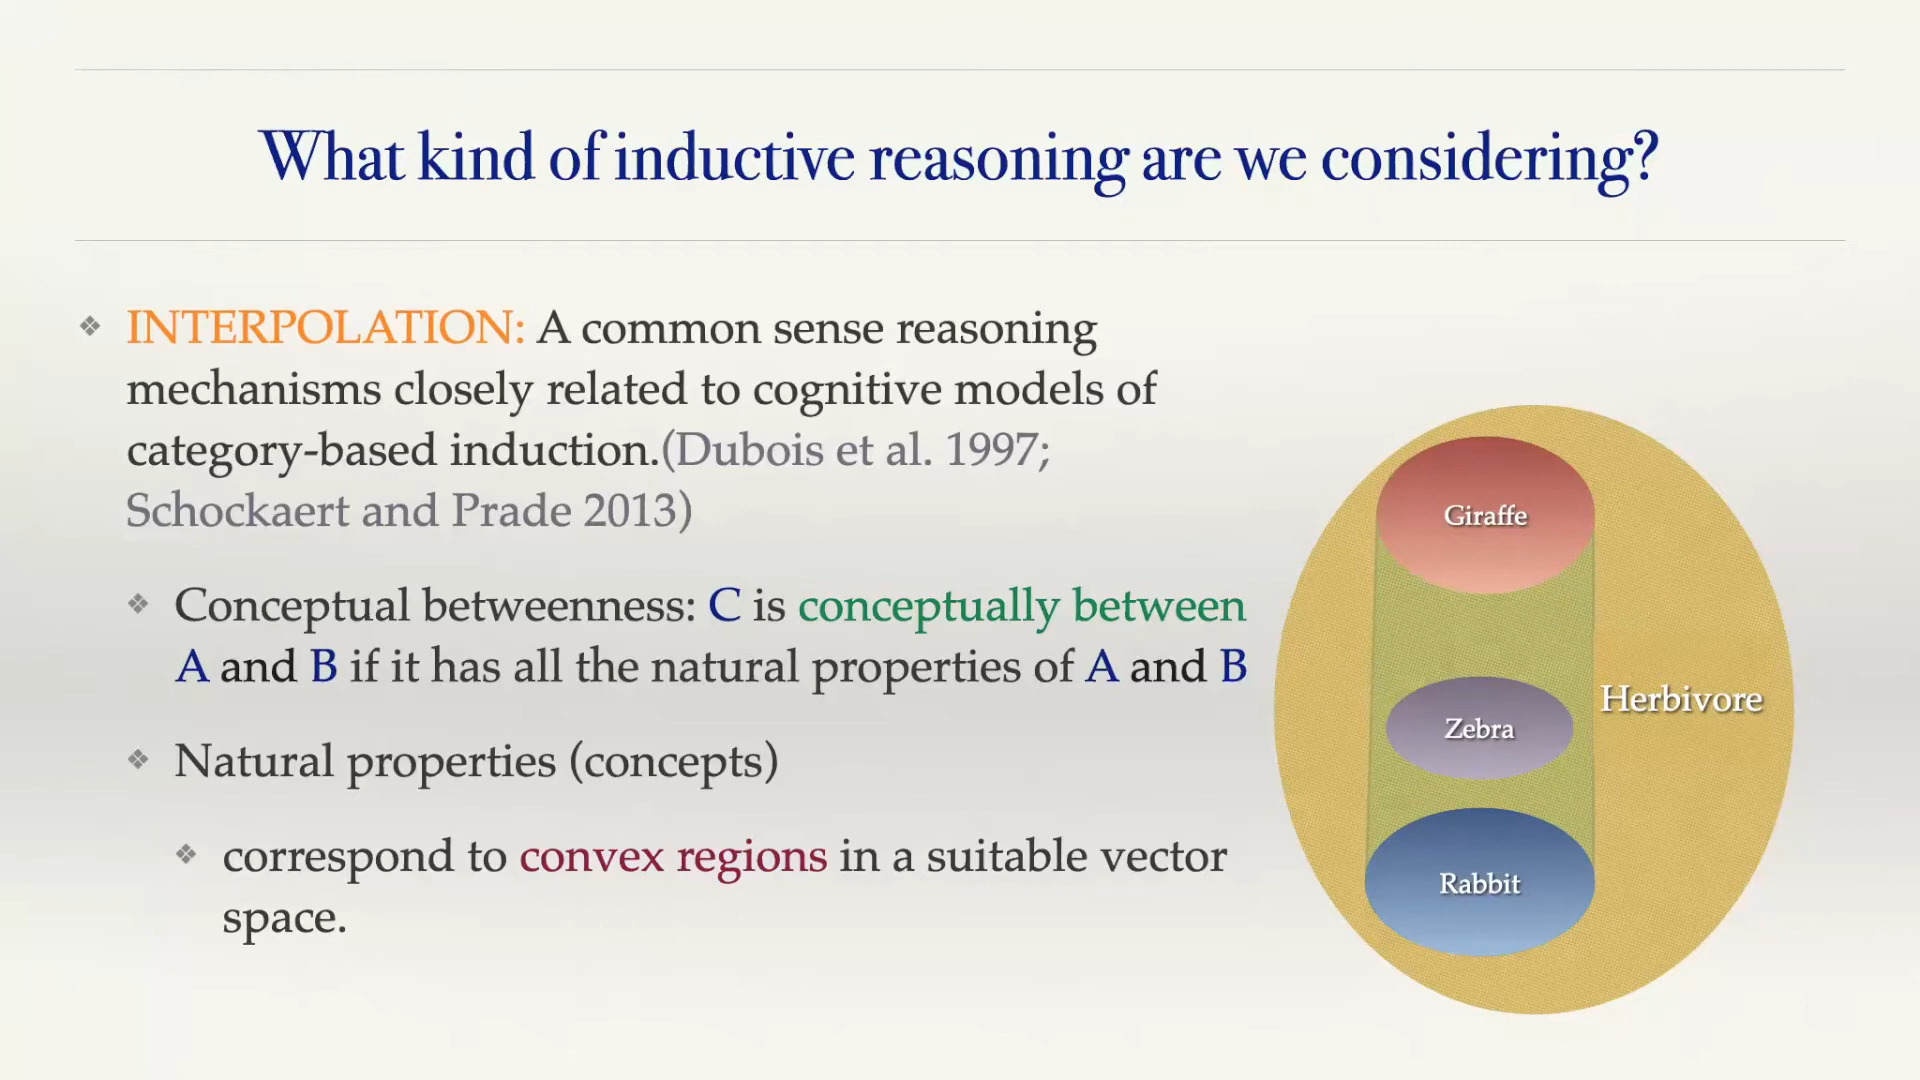 What kind of inductive reasoning are we considering?
❖ INTERPOLATION: A common sense reasoning
mechanisms closely related to cognitive models of
category-based induction.(Dubois et al. 1997;
Schockaert and Prade 2013)
❖ Conceptual betweenness: C is conceptually between
A and B if it has all the natural properties of A and B
❖ Natural properties (concepts)
❖ correspond to convex regions in a suitable vector
space.
Giraffe
Herbivore
Zebra
Rabbit